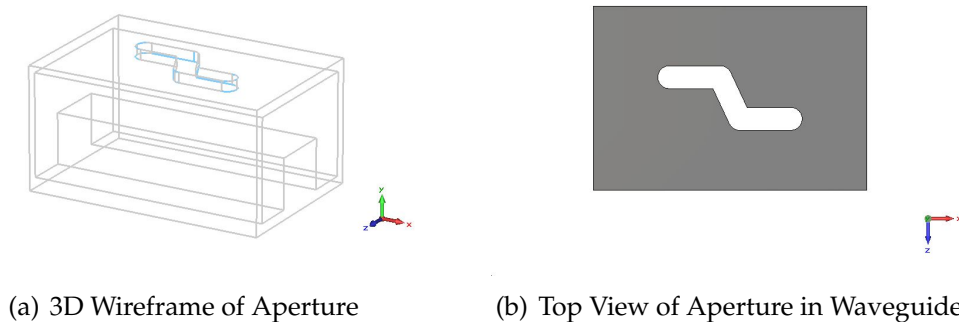 y
x
z
x
z
(a) 3D Wireframe of Aperture
(b) Top View of Aperture in Waveguide